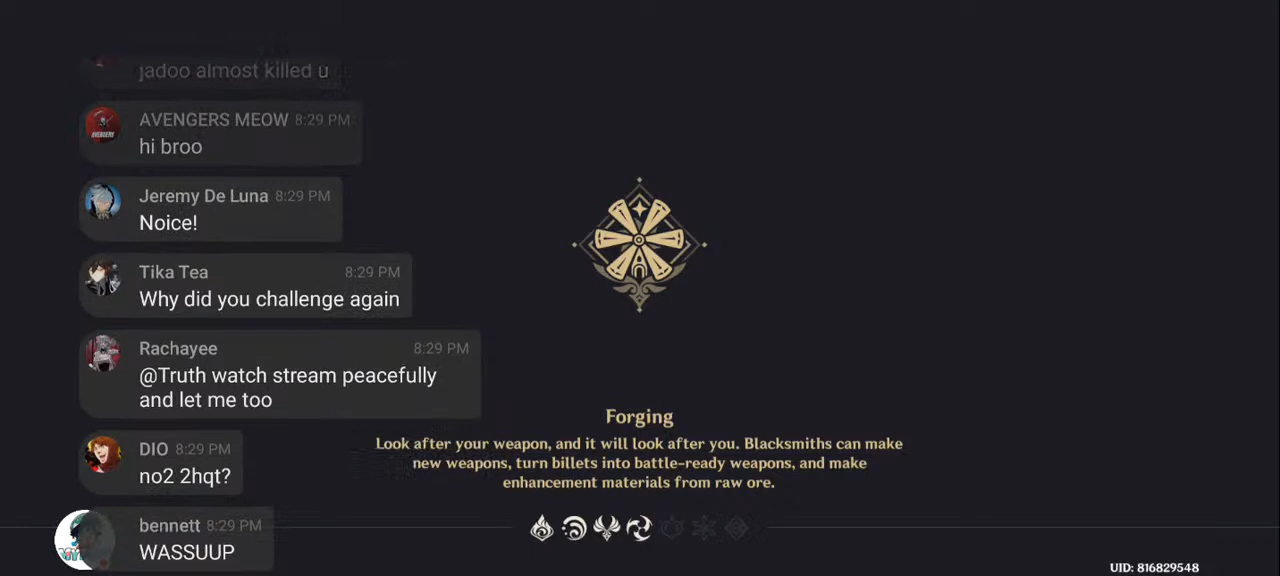 jadoo almost killed u
AVENGERS MEOW 8:29 PM
hi broo
Jeremy De Luna 8:29 PM
Noice!
Tika Tea 8:29 PM
Why did you challenge again
Rachayee 8:29 PM
@Truth watch stream peacefully
and let me too
DIO 8:29 PM
no2 2hqt?
bennett 8:29 PM
WASSUUP
Forging
Look after your weapon, and it will look after you. Blacksmiths can make
new weapons, turn billets into battle-ready weapons, and make
enhancement materials from raw ore.
UID: 816829548